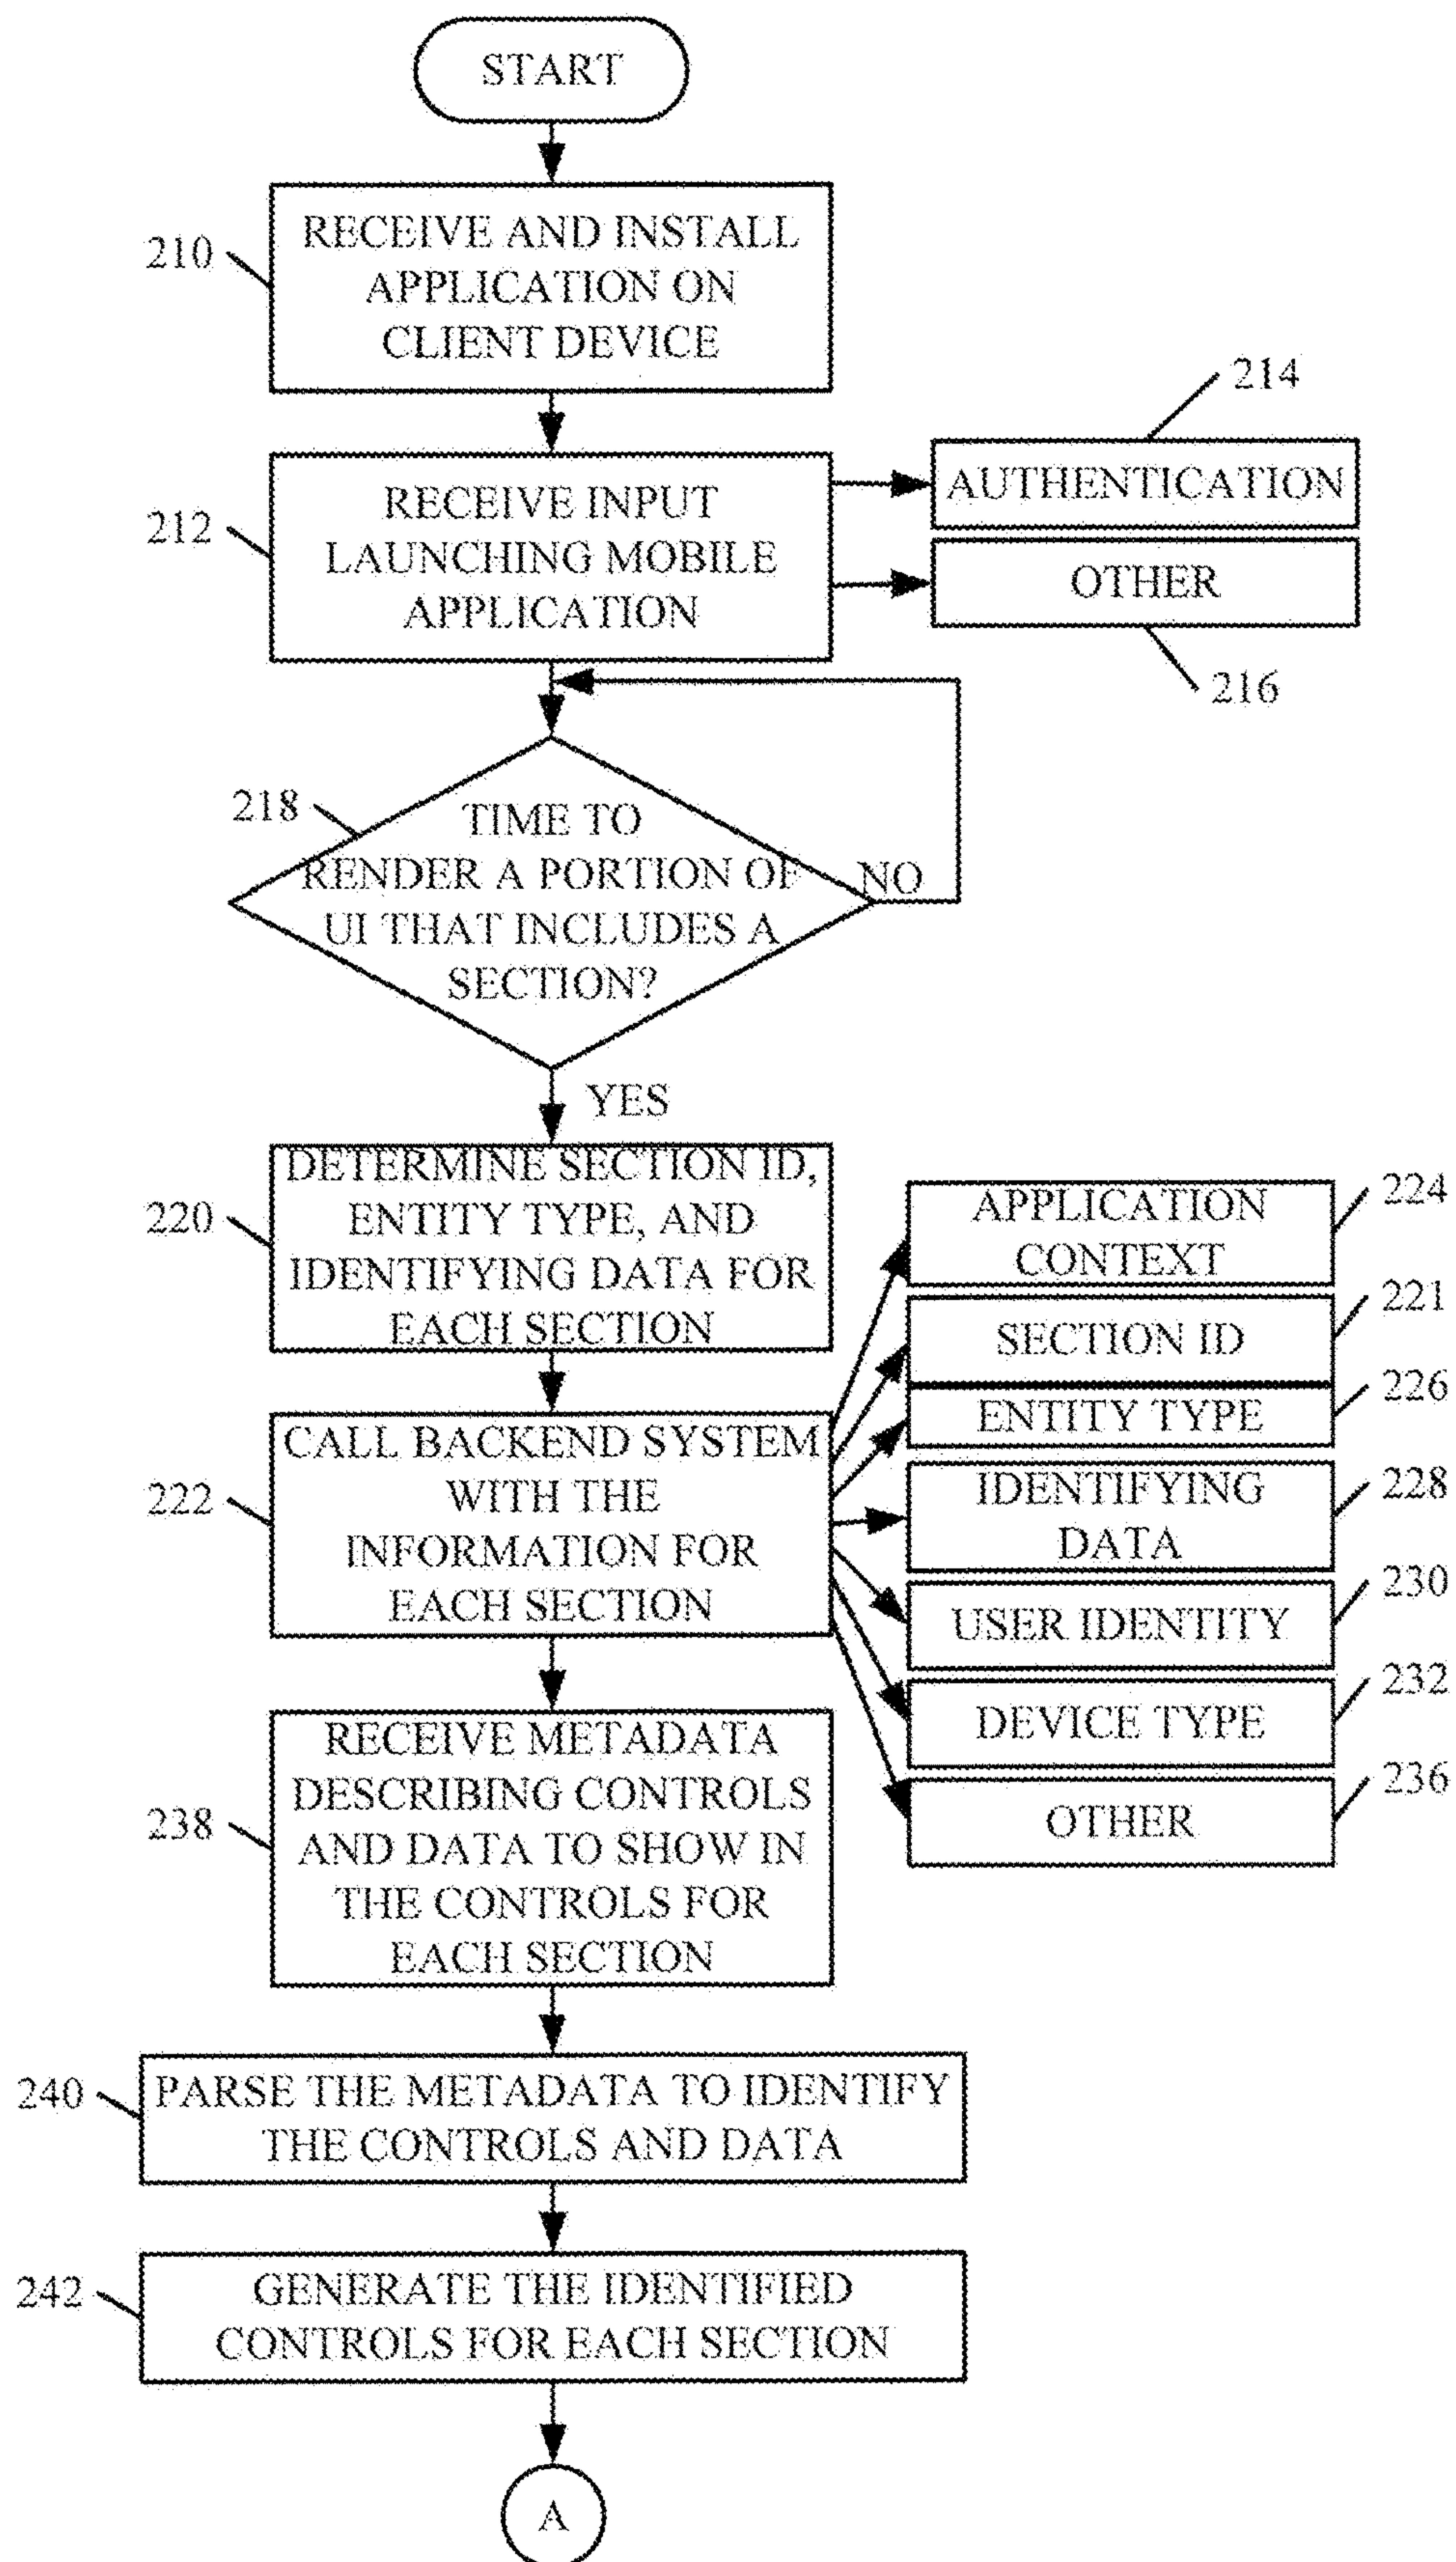 START
210
RECEIVE AND INSTALL
APPLICATION ON
CLIENT DEVICE
214
212
RECEIVE INPUT
LAUNCHING MOBILE
APPLICATION
AUTHENTICATION
OTHER
216
218
TIME TO
RENDER A PORTION OF
UI THAT INCLUDES A
SECTION?
NO
YES
220
DETERMINE SECTION ID,
ENTITY TYPE, AND
IDENTIFYING DATA FOR
EACH SECTION
222
CALL BACKEND SYSTEM
WITH THE
INFORMATION FOR
EACH SECTION
APPLICATION
CONTEXT
224
SECTION ID
221
ENTITY TYPE
226
IDENTIFYING
DATA
228
USER IDENTITY
230
DEVICE TYPE
232
OTHER
236
238
RECEIVE METADATA
DESCRIBING CONTROLS
AND DATA TO SHOW IN
THE CONTROLS FOR
EACH SECTION
240
PARSE THE METADATA TO IDENTIFY
THE CONTROLS AND DATA
242
GENERATE THE IDENTIFIED
CONTROLS FOR EACH SECTION
A